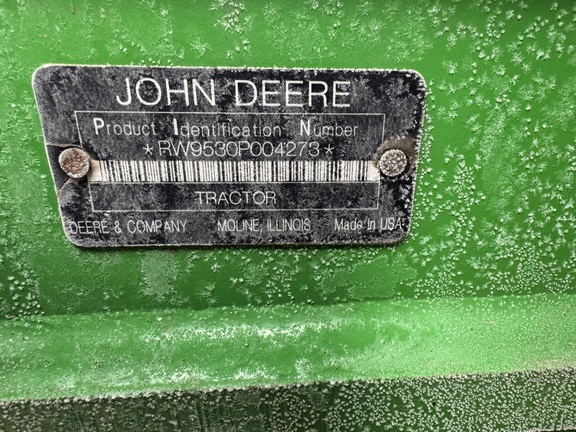 JOHN DEERE
Product Identification Number
*RW9530P004273*
TRACTOR
DEERE & COMPANY MOLINE, ILLINOIS Made in USA